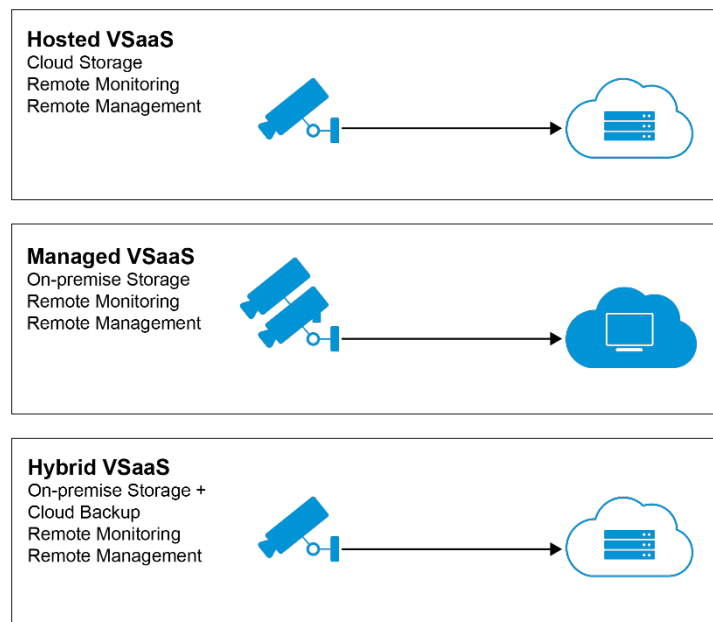 Hosted VSaaS
Cloud Storage
Remote Monitoring
Remote Management
Managed VSaaS
On-premise Storage
Remote Monitoring
Remote Management
Hybrid VSaaS
On-premise Storage +
Cloud Backup
Remote Monitoring
Remote Management